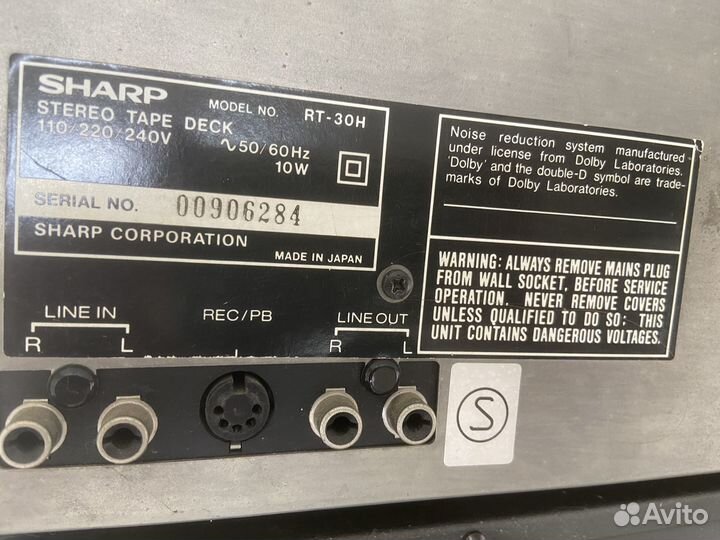 SHARP
MODEL NO. RT-30H
STEREO TAPE DECK
110/220/240V ∿50/60Hz
10W
SERIAL NO. 00906284
SHARP CORPORATION
MADE IN JAPAN
Noise reduction system manufactured
under license from Dolby Laboratories.
'Dolby' and the double-D symbol are trade-
marks of Dolby Laboratories.
WARNING: ALWAYS REMOVE MAINS PLUG
FROM WALL SOCKET, BEFORE SERVICE
OPERATION. NEVER REMOVE COVERS
UNLESS QUALIFIED TO DO SO: THIS
UNIT CONTAINS DANGEROUS VOLTAGES.
LINE IN REC/PB LINE OUT
R L R L
S
Avito